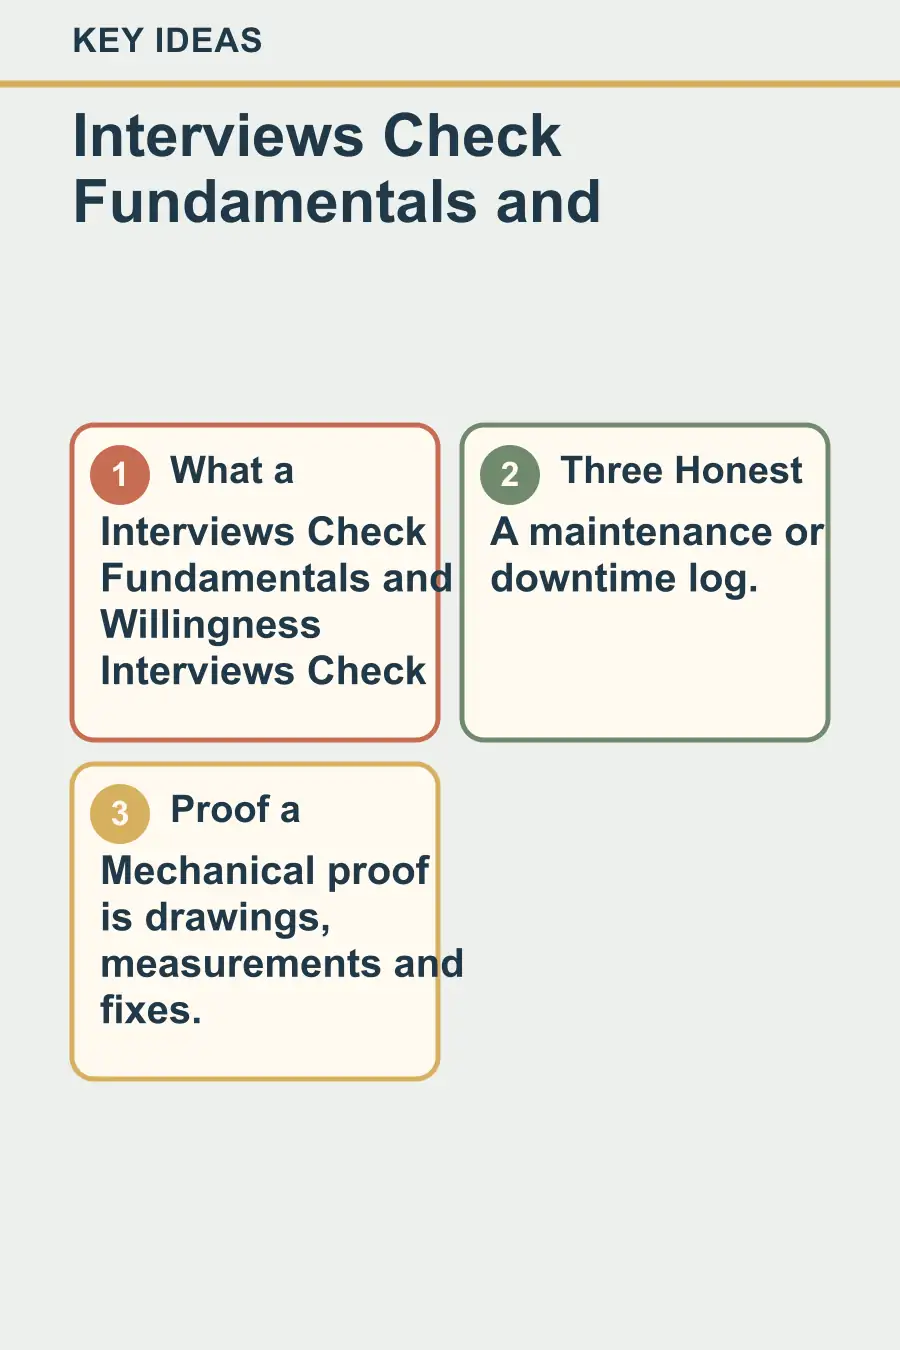 KEY IDEAS
Interviews Check
Fundamentals and
1 What a
Interviews Check
Fundamentals and
Willingness
Interviews Check
2 Three Honest
A maintenance or
downtime log.
3 Proof a
Mechanical proof
is drawings,
measurements and
fixes.